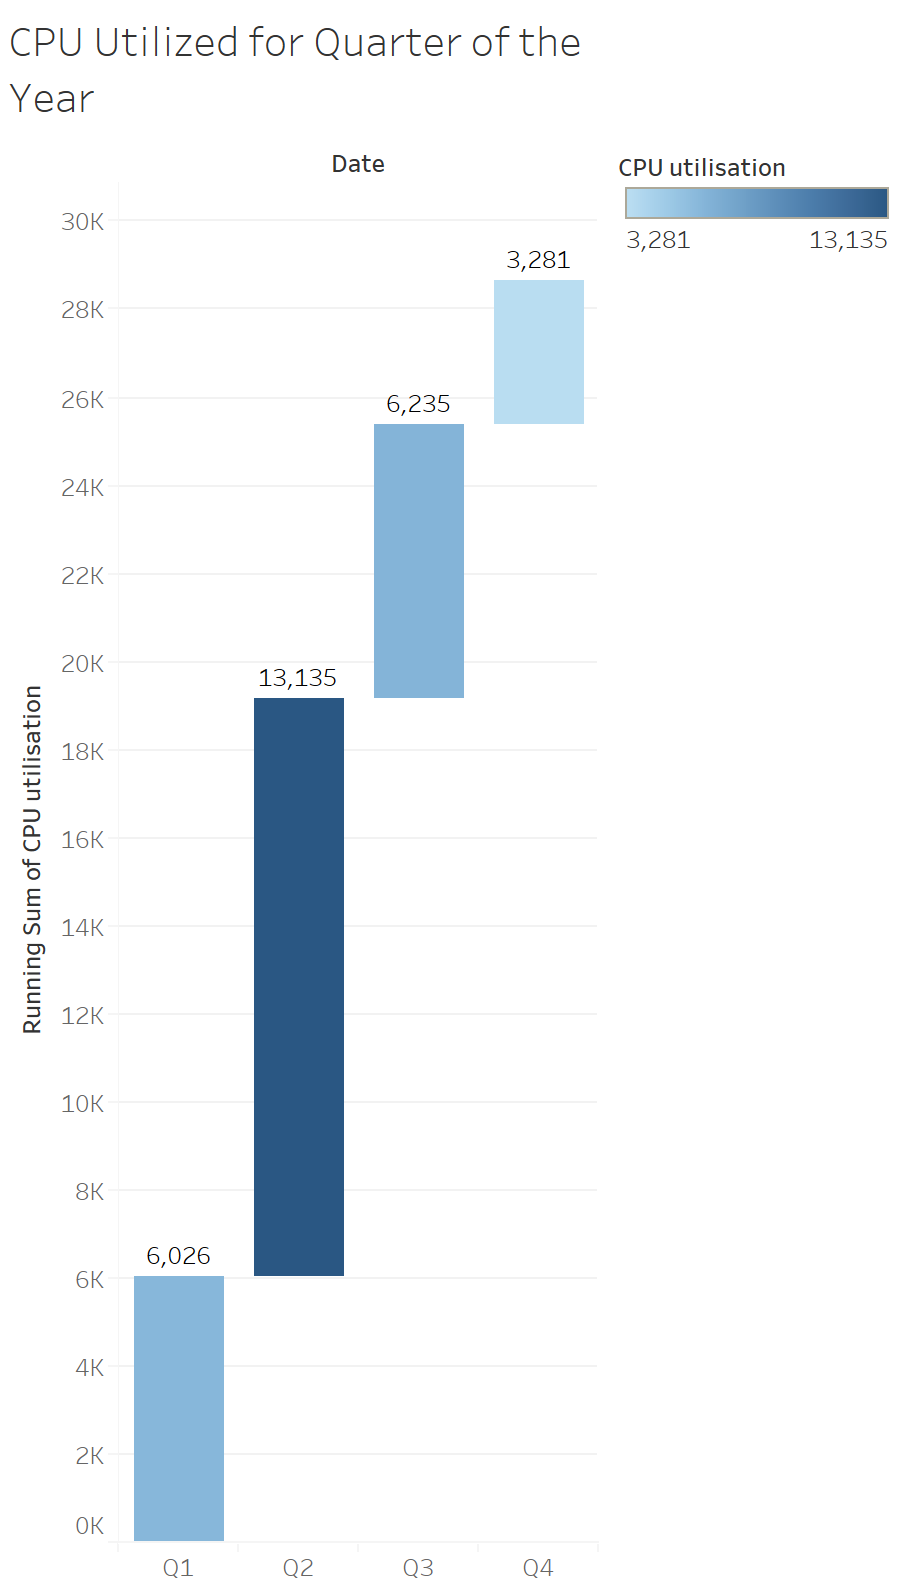 CPU Utilized for Quarter of the
Year
Date
CPU utilisation
3,281 13,135
Running Sum of CPU utilisation
30K
28K
26K
24K
22K
20K
18K
16K
14K
12K
10K
8K
6K
4K
2K
0K
3,281
6,235
13,135
6,026
Q1 Q2 Q3 Q4